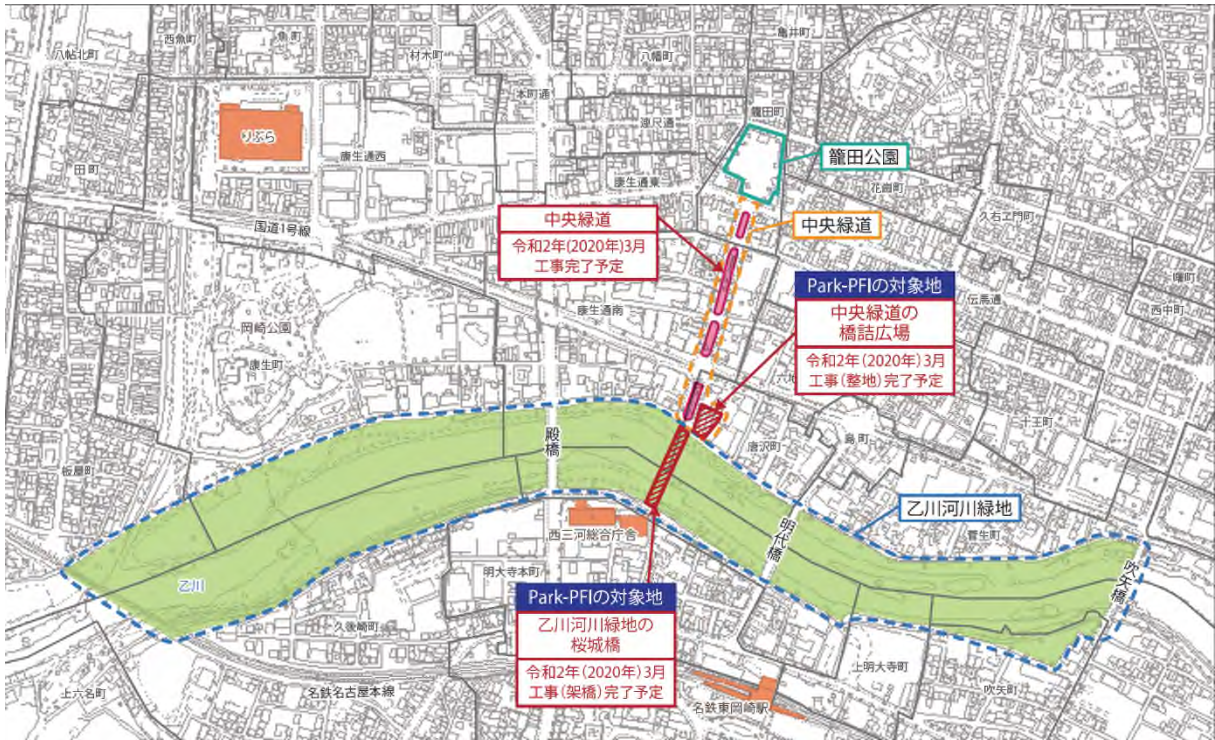 八帖北町
西魚町
魚町
材木町
本町通
八幡町
亀井町
連尺通
籠田町
りぶら
康生通西
康生通東
田町
籠田公園
花崗町
久右ヱ門町
中央緑道
令和2年(2020年)3月
工事完了予定
中央緑道
国道1号線
Park-PFIの対象地
中央緑道の
橋詰広場
令和2年(2020年)3月
工事(整地)完了予定
伝馬通
曙町
西中町
康生通南
岡崎公園
康生町
十王町
唐沢町
島町
板屋町
殿橋
乙川河川緑地
菅生町
明代橋
吹矢橋
西三河総合庁舎
明大寺本町
乙川
Park-PFIの対象地
乙川河川緑地の
桜城橋
令和2年(2020年)3月
工事(架橋)完了予定
久後崎町
上明大寺町
吹矢町
上六名町
名鉄名古屋本線
名鉄東岡崎駅